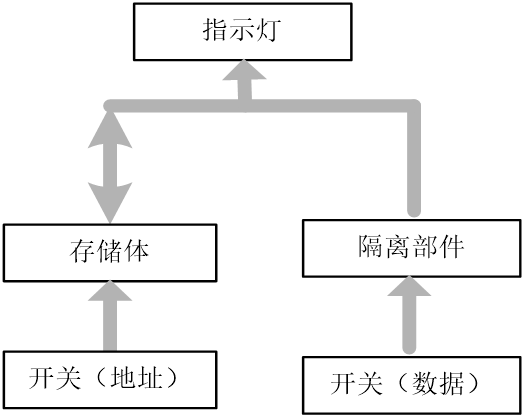 指示灯
存储体
隔离部件
开关（地址）
开关（数据）